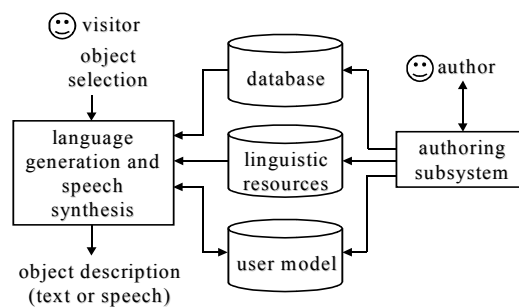 visitor
object
selection
language
generation and
speech
synthesis
object description
(text or speech)
database
linguistic
resources
user model
author
authoring
subsystem